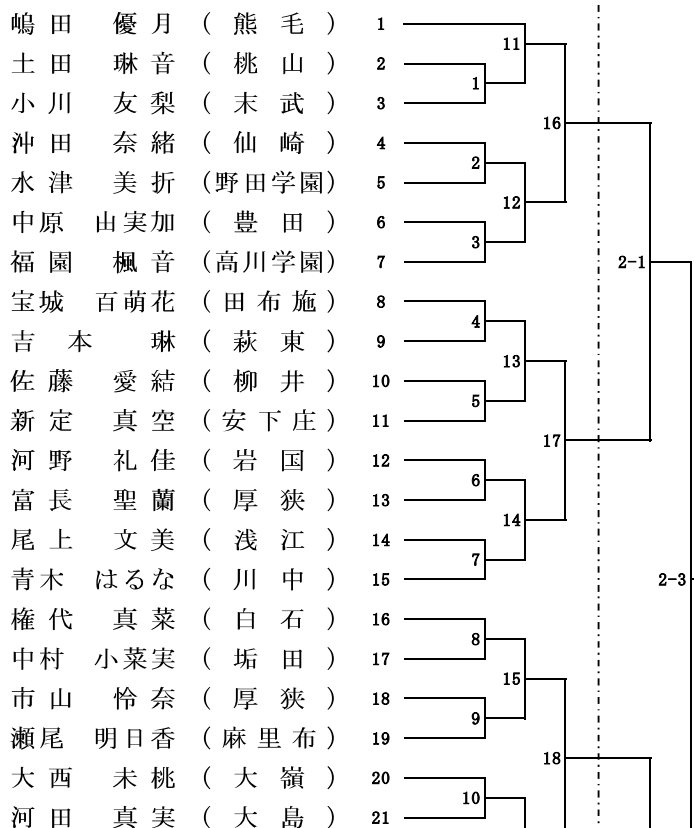 嶋田 優月 (熊毛) 1
11
土田 琳音 (桃山) 2
1
小川 友梨 (末武) 3
16
沖田 奈緒 (仙崎) 4
2
水津 美折 (野田学園) 5
12
中原 由実加 (豊田) 6
3
福園 楓音 (高川学園) 7
2-1
宝城 百萌花 (田布施) 8
4
吉本 琳 (萩東) 9
13
佐藤 愛結 (柳井) 10
5
新定 真空 (安下庄) 11
17
河野 礼佳 (岩国) 12
6
富長 聖蘭 (厚狭) 13
14
尾上 文美 (浅江) 14
7
青木 はるな (川中) 15
2-3
権代 真菜 (白石) 16
8
中村 小菜実 (垢田) 17
15
市山 怜奈 (厚狭) 18
9
瀬尾 明日香 (麻里布) 19
18
大西 未桃 (大嶺) 20
10
河田 真実 (大島) 21